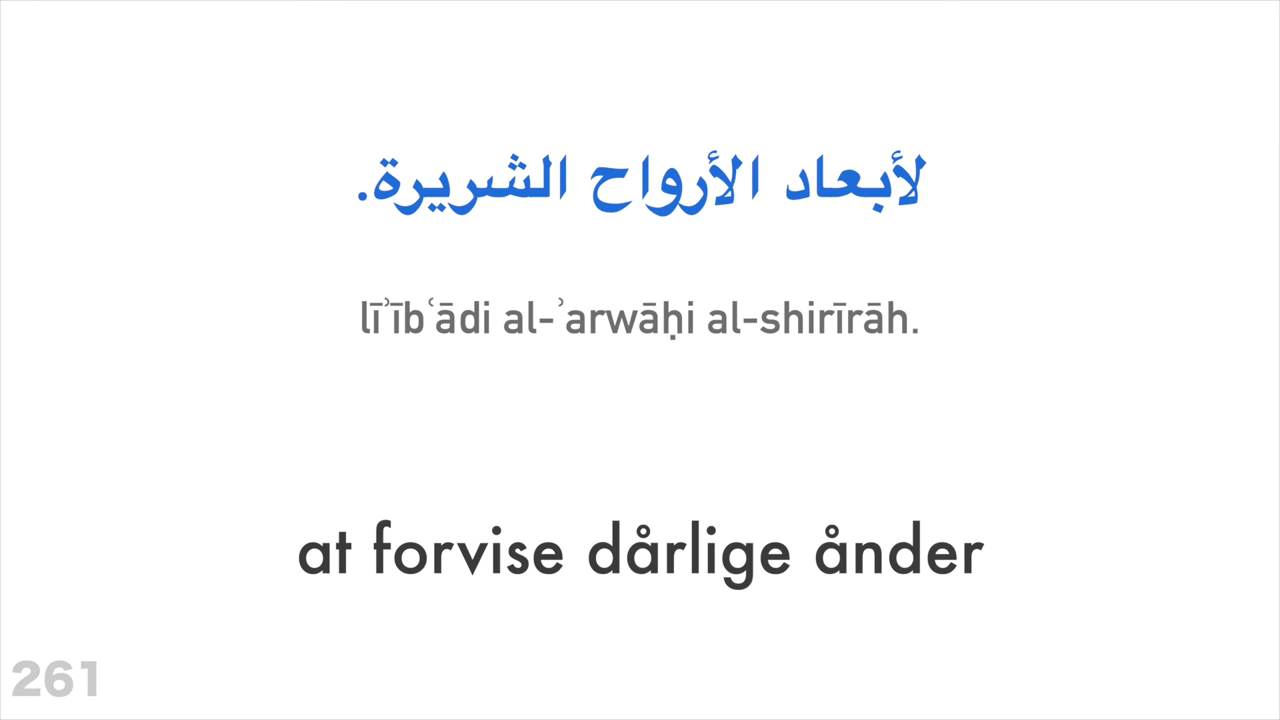 لأبعاد الأرواح الشريرة.
līʾībʿādi al-ʾarwāḥi al-shirīrāh.
at forvise dårlige ånder
261